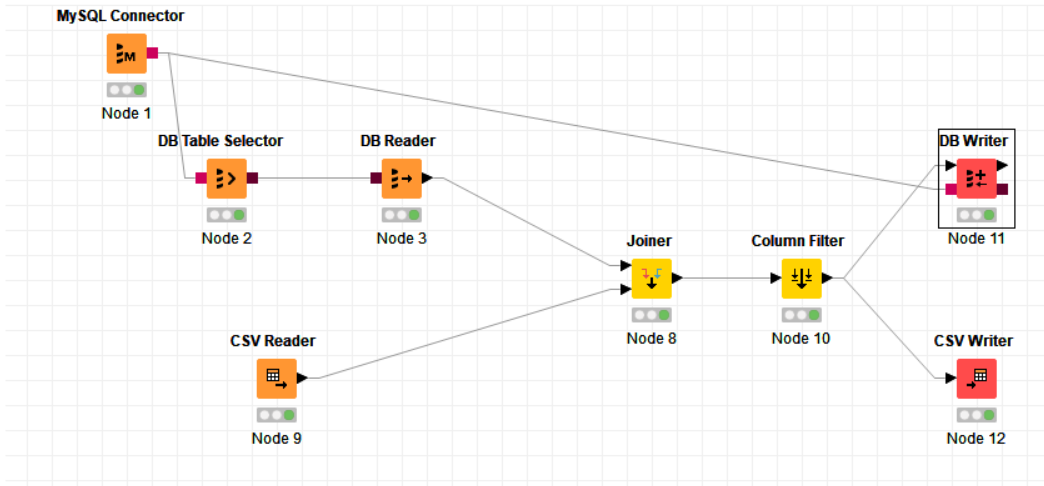 MySQL Connector
M
Node 1
DB Table Selector
DB Reader
DB Writer
Node 2
Node 3
Node 11
Joiner
Column Filter
Node 8
Node 10
CSV Reader
CSV Writer
Node 9
Node 12